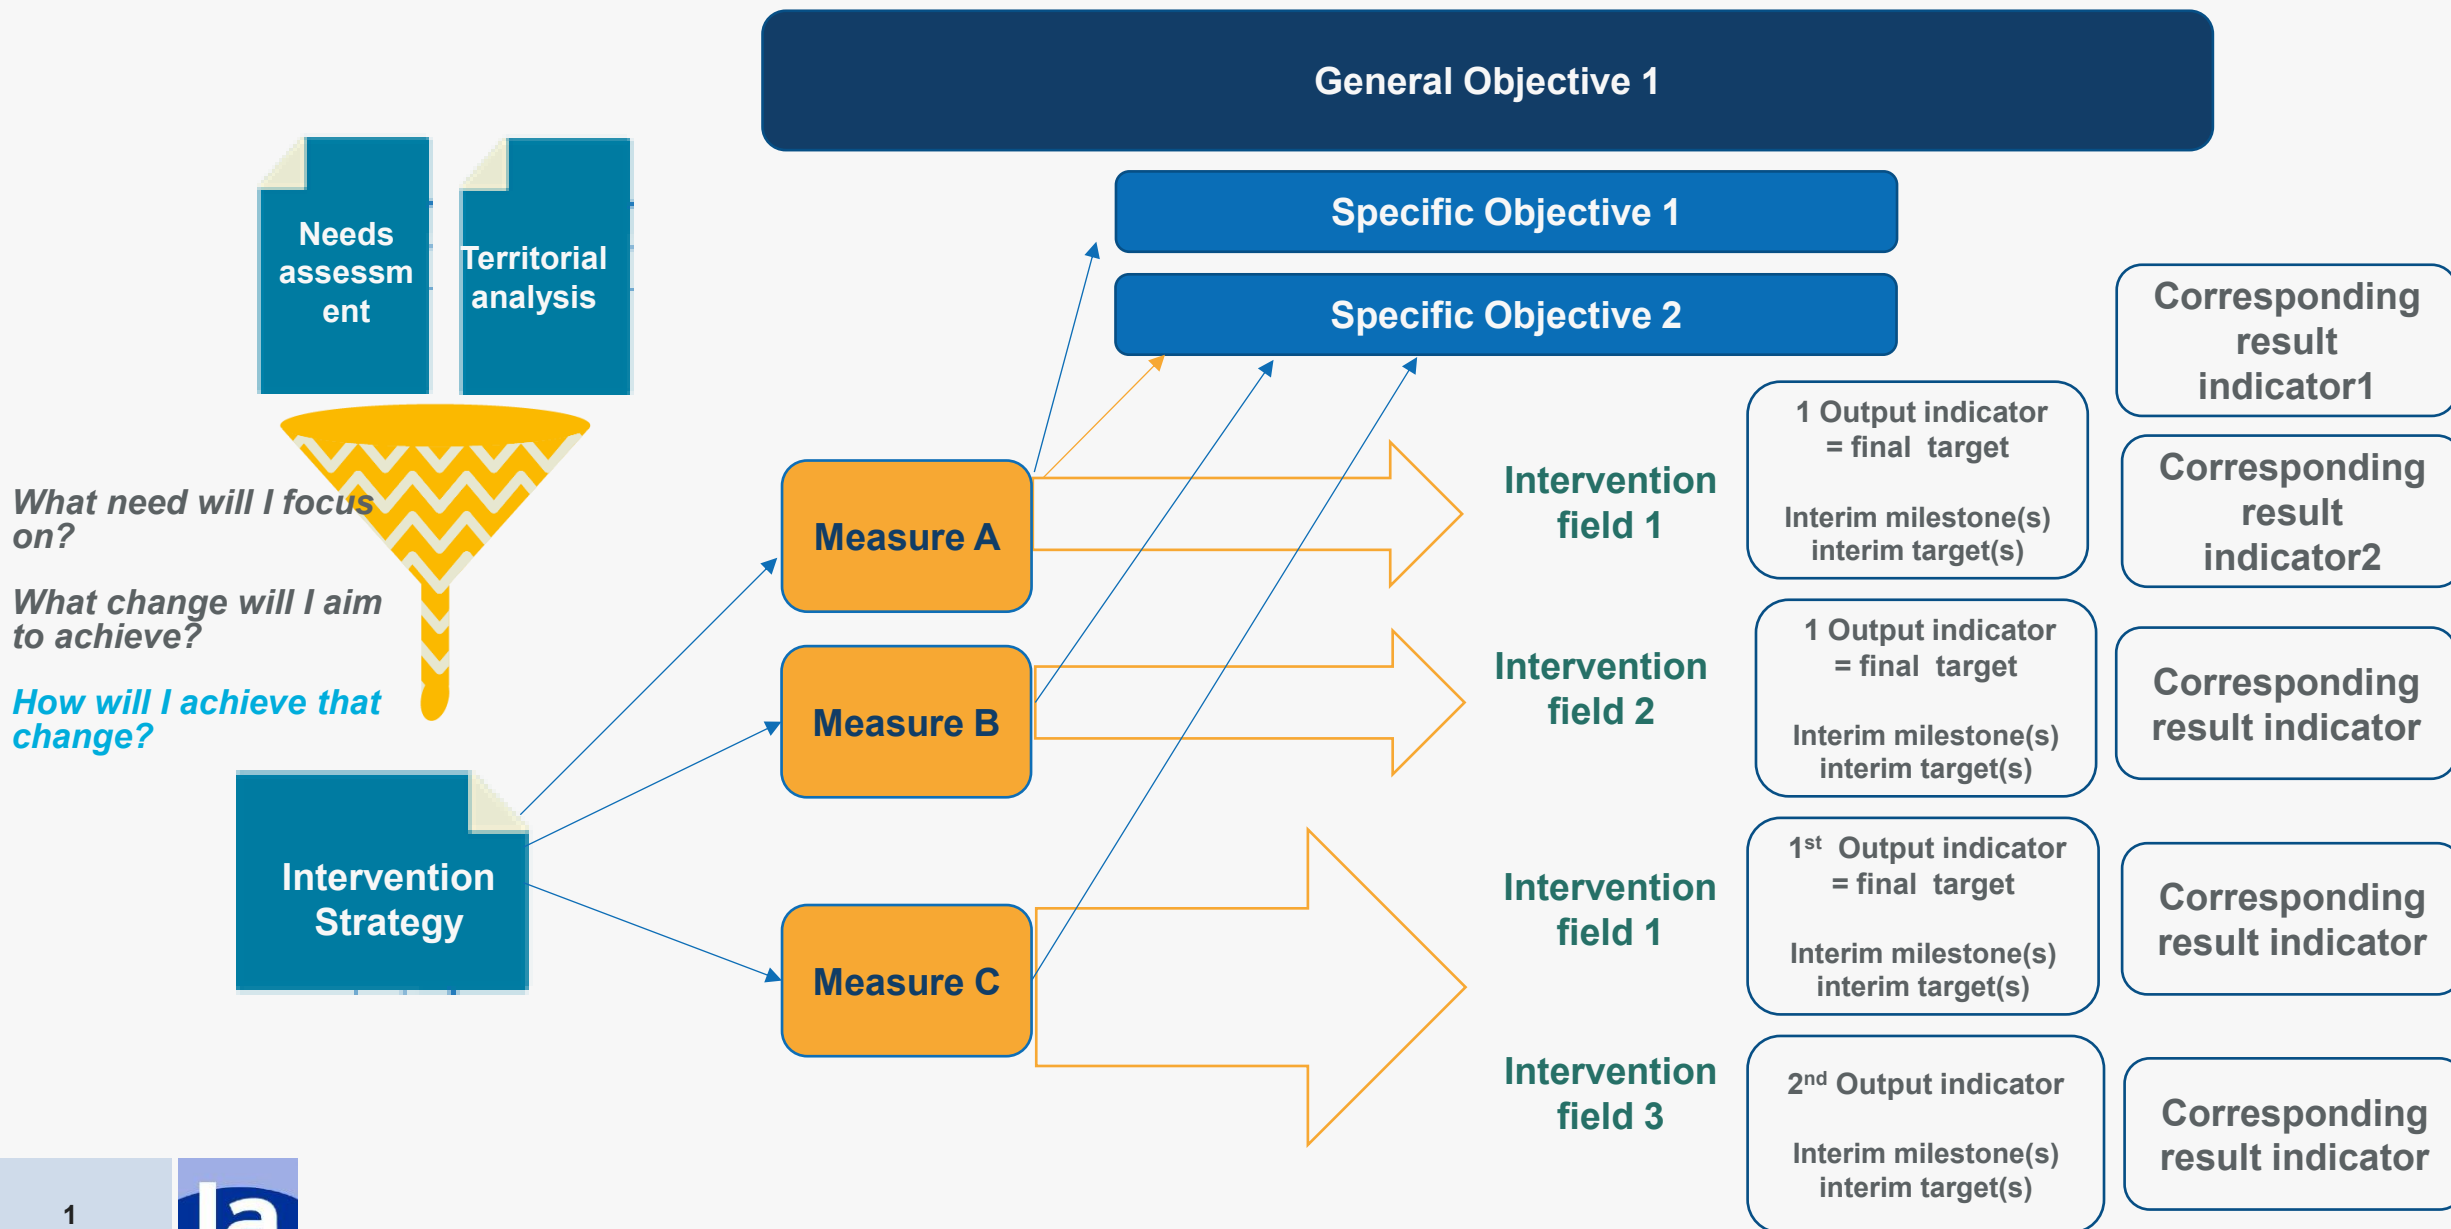 General Objective 1
Needs
assessm
ent
Territorial
analysis
Specific Objective 1
Specific Objective 2
What need will I focus
on?
What change will I aim
to achieve?
How will I achieve that
change?
Intervention
Strategy
Measure A
Measure B
Measure C
Intervention
field 1
1 Output indicator
= final target
Interim milestone(s)
interim target(s)
Corresponding
result
indicator1
Corresponding
result
indicator2
Intervention
field 2
1 Output indicator
= final target
Interim milestone(s)
interim target(s)
Corresponding
result indicator
Intervention
field 1
1st Output indicator
= final target
Interim milestone(s)
interim target(s)
Corresponding
result indicator
Intervention
field 3
2nd Output indicator
Interim milestone(s)
interim target(s)
Corresponding
result indicator
1
la